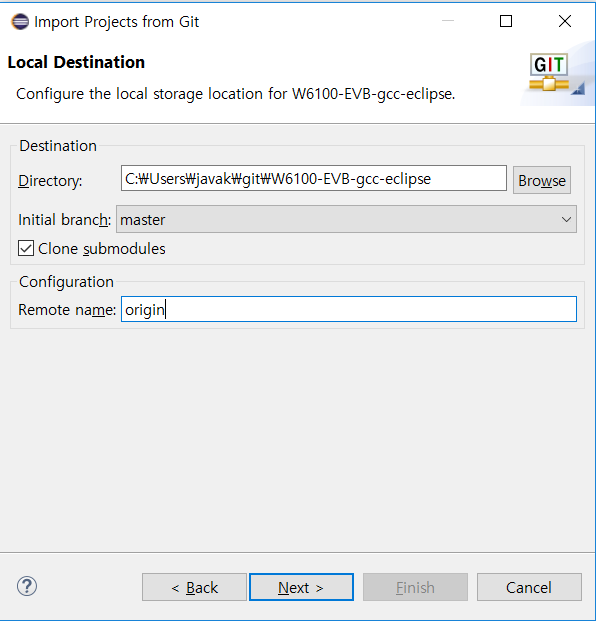 Import Projects from Git
Local Destination
GIT
Configure the local storage location for W6100-EVB-gcc-eclipse.
Destination
Directory: C:₩Users₩javak₩git₩W6100-EVB-gcc-eclipse Browse
Initial branch: master
Clone submodules
Configuration
Remote name: origin
? < Back Next > Finish Cancel